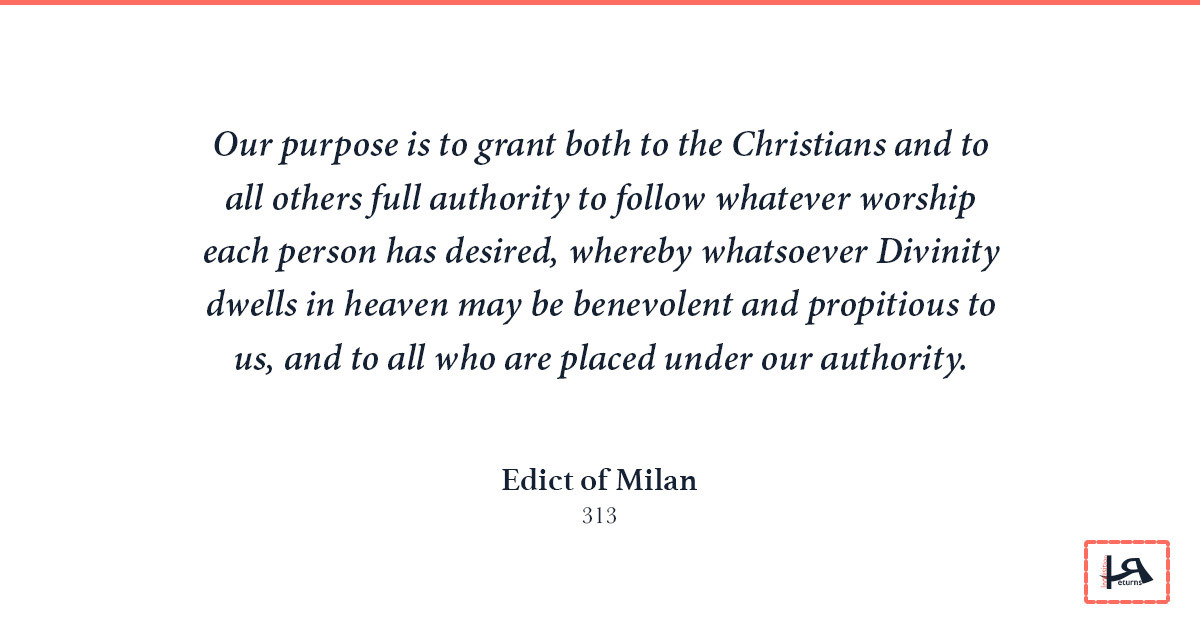 Our purpose is to grant both to the Christians and to
all others full authority to follow whatever worship
each person has desired, whereby whatsoever Divinity
dwells in heaven may be benevolent and propitious to
us, and to all who are placed under our authority.
Edict of Milan
313
eturns